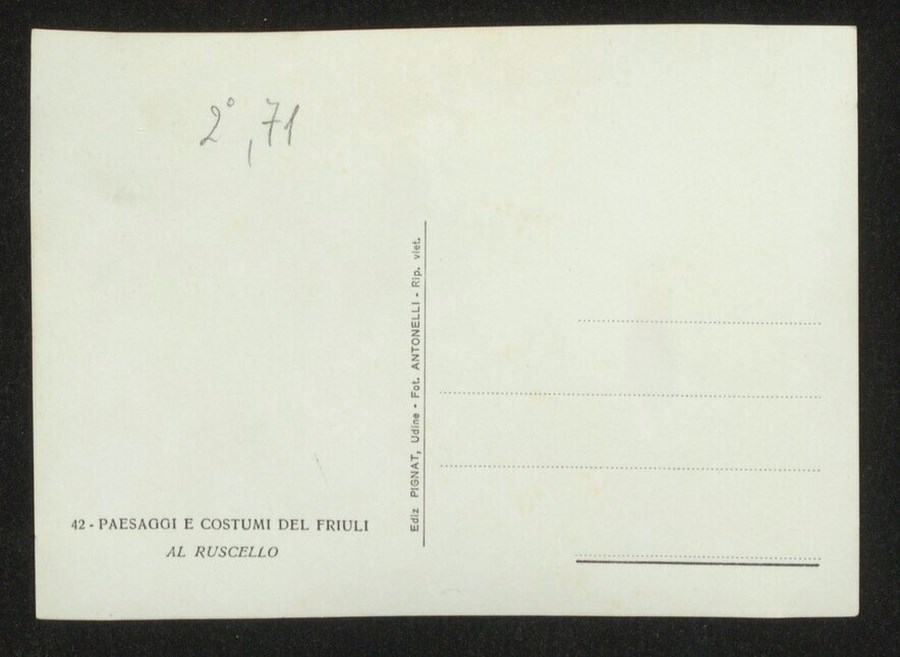 2°, 71
Ediz PIGNAT, Udine - Fot. ANTONELLI - Rip. viet.
42 - PAESAGGI E COSTUMI DEL FRIULI
AL RUSCELLO